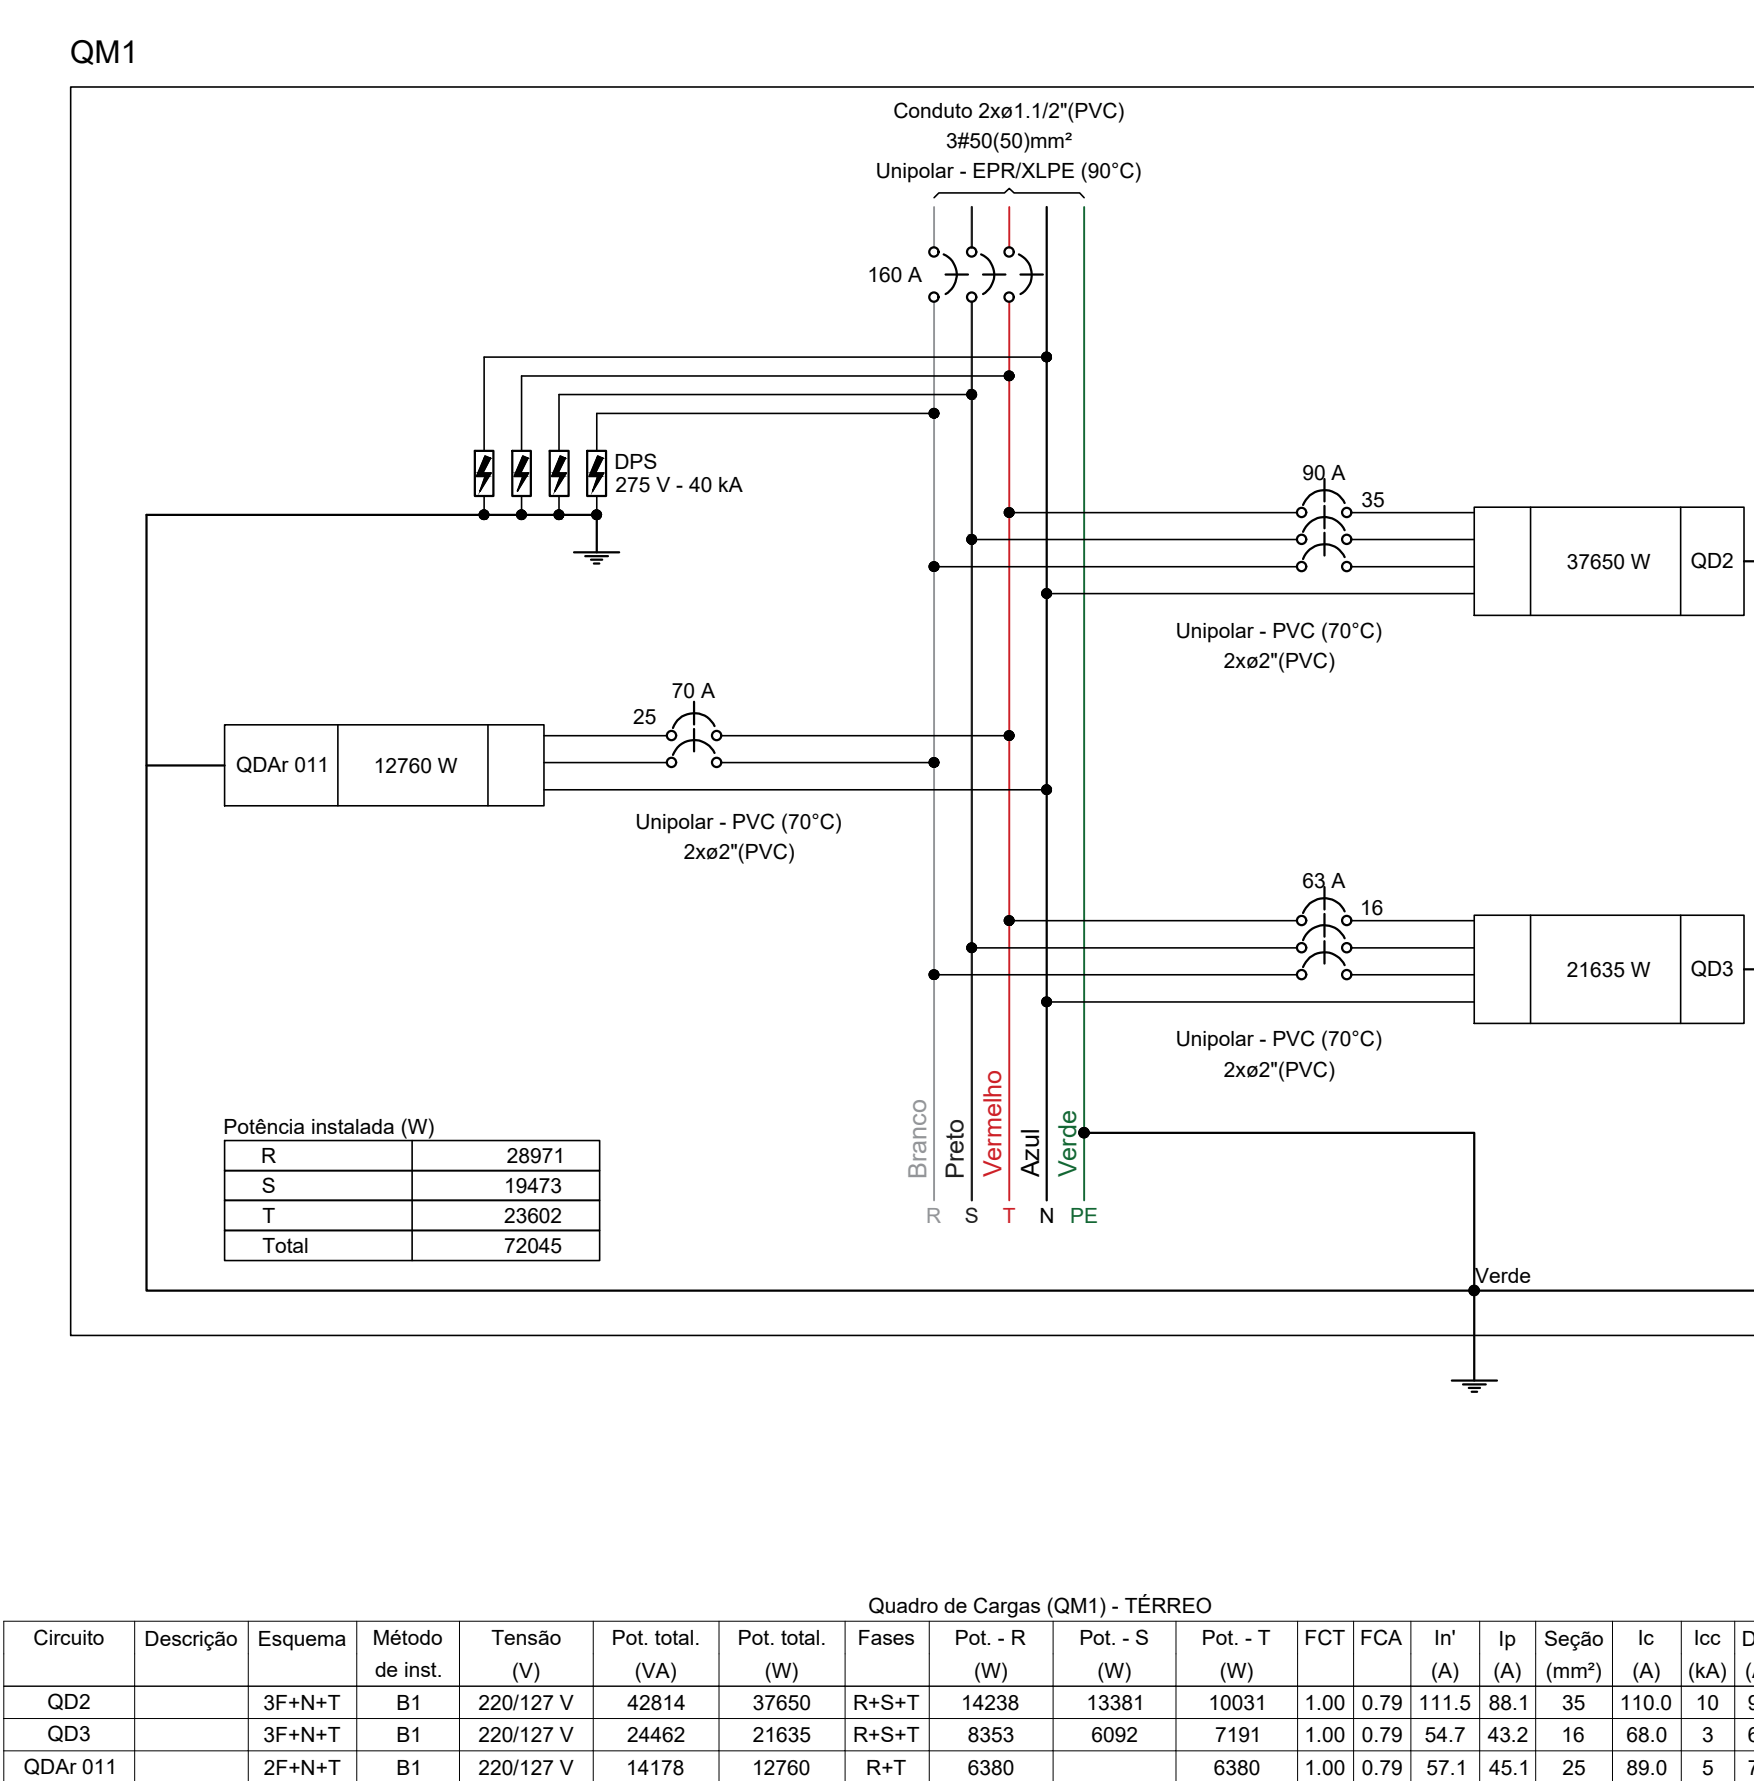 QM1
Conduto 2xø1.1/2"(PVC)
3#50(50)mm²
Unipolar - EPR/XLPE (90°C)
160 A
DPS
275 V - 40 kA
90 A
35
37650 W QD2
Unipolar - PVC (70°C)
2xø2"(PVC)
70 A
25
QDAr 011 12760 W
Unipolar - PVC (70°C)
2xø2"(PVC)
63 A
16
21635 W QD3
Unipolar - PVC (70°C)
2xø2"(PVC)
Branco Preto Vermelho Azul Verde
R S T N PE
Potência instalada (W)
R 28971
S 19473
T 23602
Total 72045
Verde
Quadro de Cargas (QM1) - TÉRREO
Circuito Descrição Esquema Método Tensão Pot. total. Pot. total. Fases Pot. - R Pot. - S Pot. - T FCT FCA In' Ip Seção Ic Icc
de inst. (V) (VA) (W) (W) (W) (W) (A) (A) (mm²) (A) (kA)
QD2 3F+N+T B1 220/127 V 42814 37650 R+S+T 14238 13381 10031 1.00 0.79 111.5 88.1 35 110.0 10
QD3 3F+N+T B1 220/127 V 24462 21635 R+S+T 8353 6092 7191 1.00 0.79 54.7 43.2 16 68.0 3
QDAr 011 2F+N+T B1 220/127 V 14178 12760 R+T 6380 6380 1.00 0.79 57.1 45.1 25 89.0 5